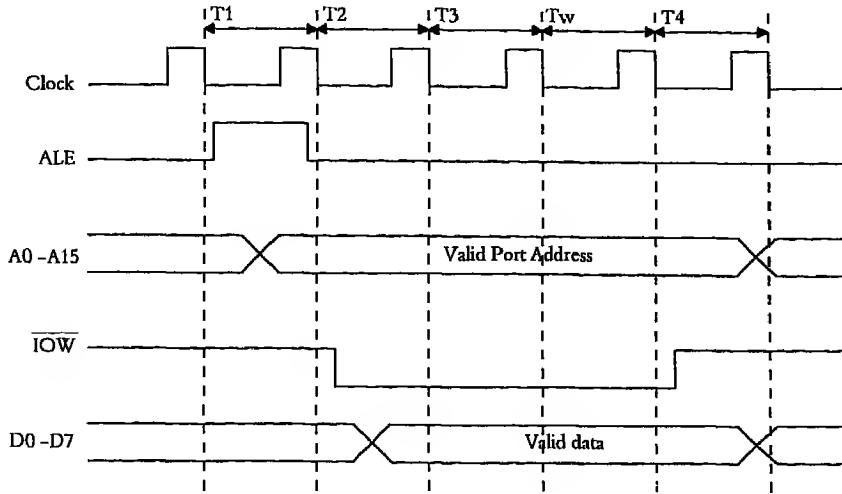 T1 T2 T3 Tw T4
Clock
ALE
A0 -A15 Valid Port Address
IOW
D0 -D7 Valid data